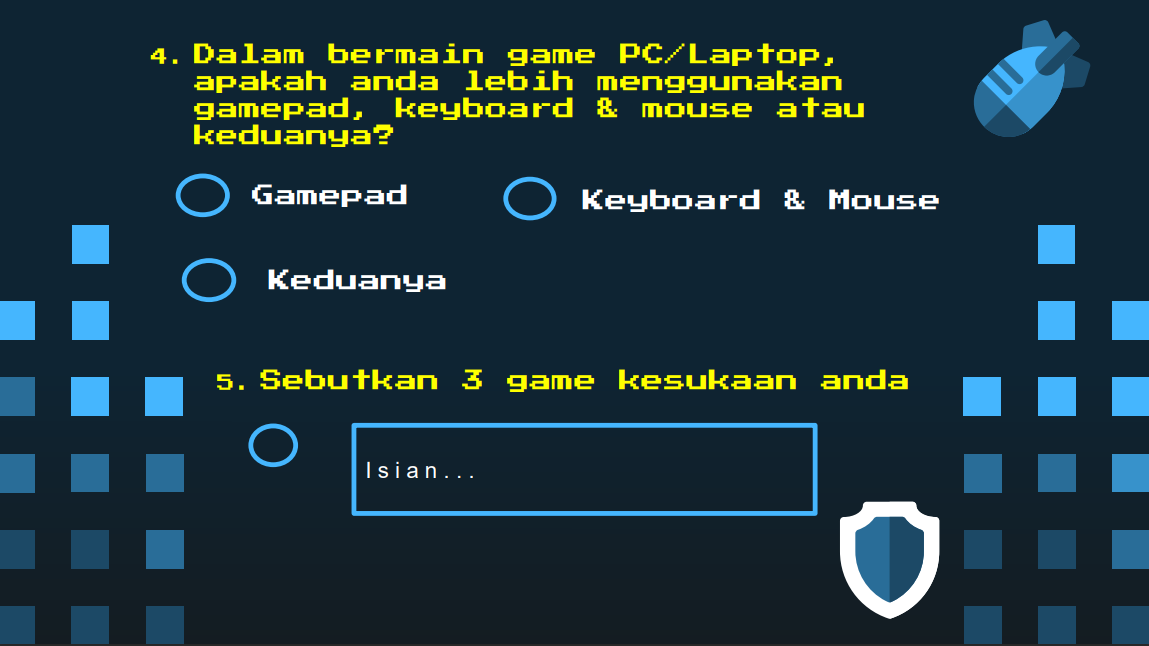 4. Dalam bermain game PC/Laptop,
apakah anda lebih menggunakan
gamepad, keyboard & mouse atau
keduanya?
Gamepad
Keyboard & Mouse
Keduanya
5. Sebutkan 3 game kesukaan anda
Isian...